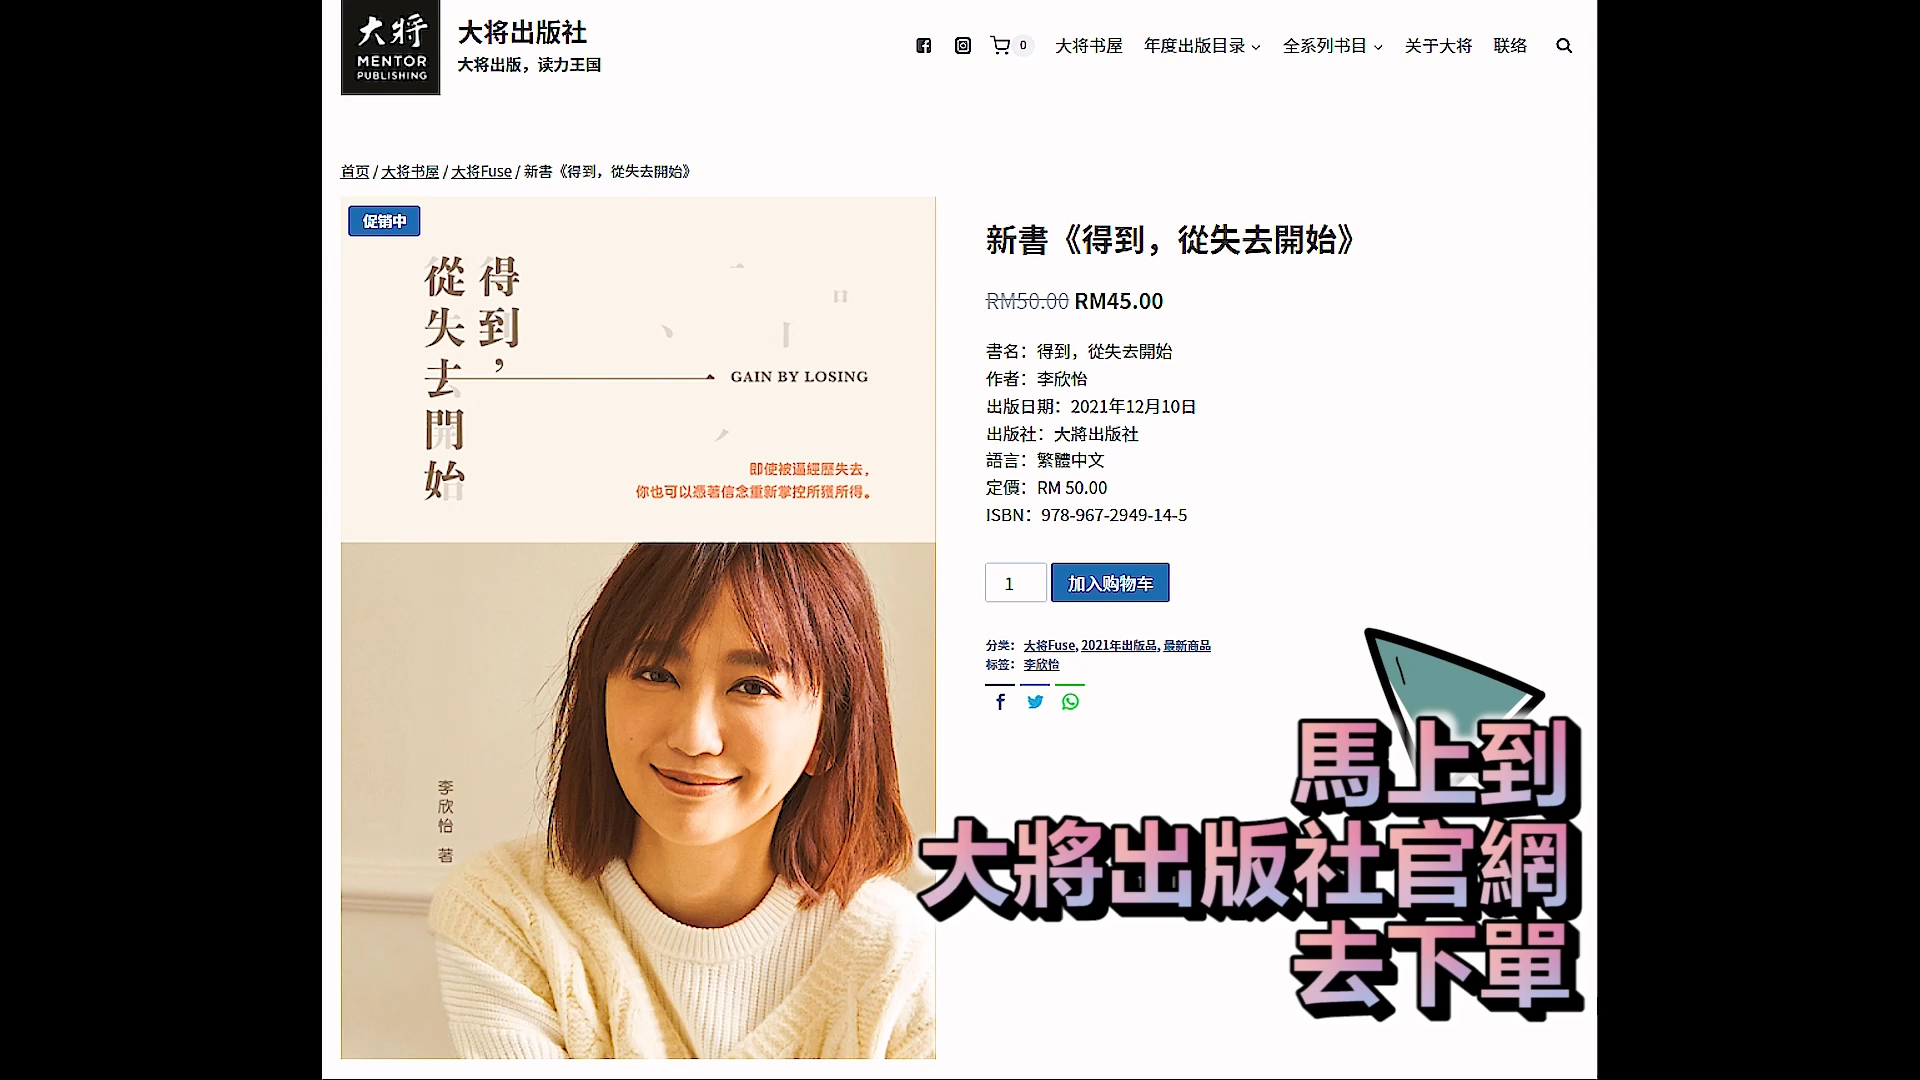 大将
MENTOR
PUBLISHING
大将出版社
大将出版，读力王国
0
大将书屋
年度出版目录
全系列书目
关于大将
联络
首页 / 大将书屋 / 大将Fuse / 新書《得到，從失去開始》
促销中
得到，
從失去開始
GAIN BY LOSING
即使被逼經歷失去，
你也可以憑著信念重新掌控所獲所得。
李欣怡 著
新書《得到，從失去開始》
RM50.00 RM45.00
書名：得到，從失去開始
作者：李欣怡
出版日期：2021年12月10日
出版社：大將出版社
語言：繁體中文
定價：RM 50.00
ISBN：978-967-2949-14-5
1
加入购物车
分类： 大将Fuse, 2021年出版品, 最新商品
标签： 李欣怡
馬上到
大將出版社官網
去下單